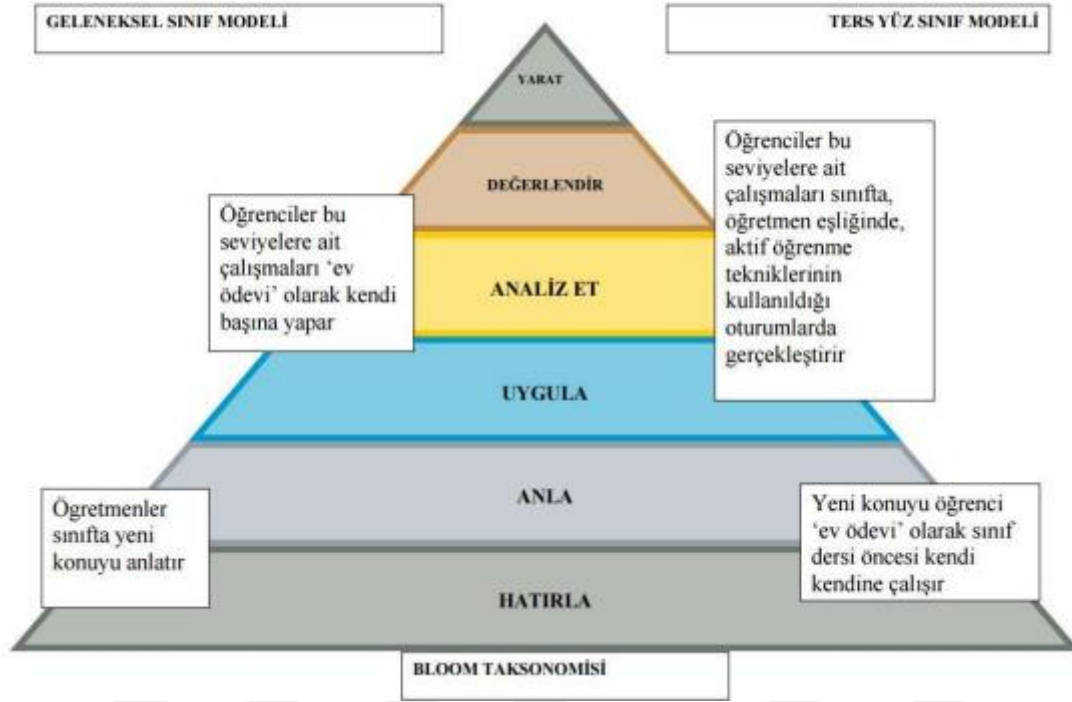 GELENEKSEL SINIF MODELİ
TERS YÜZ SINIF MODELİ
YARAT
DEĞERLENDİR
ANALİZ ET
UYGULA
ANLA
HATIRLA
Öğrenciler bu
seviyelere ait
çalışmaları ‘ev
ödevi’ olarak kendi
başına yapar
Öğrenciler bu
seviyelere ait
çalışmaları sınıfta,
öğretmen eşliğinde,
aktif öğrenme
tekniklerinin
kullanıldığı
oturumlarda
gerçekleştirir
Ögretmenler
sınıfta yeni
konuyu anlatır
Yeni konuyu öğrenci
‘ev ödevi’ olarak sınıf
dersi öncesi kendi
kendine çalışır
BLOOM TAKSONOMİSİ